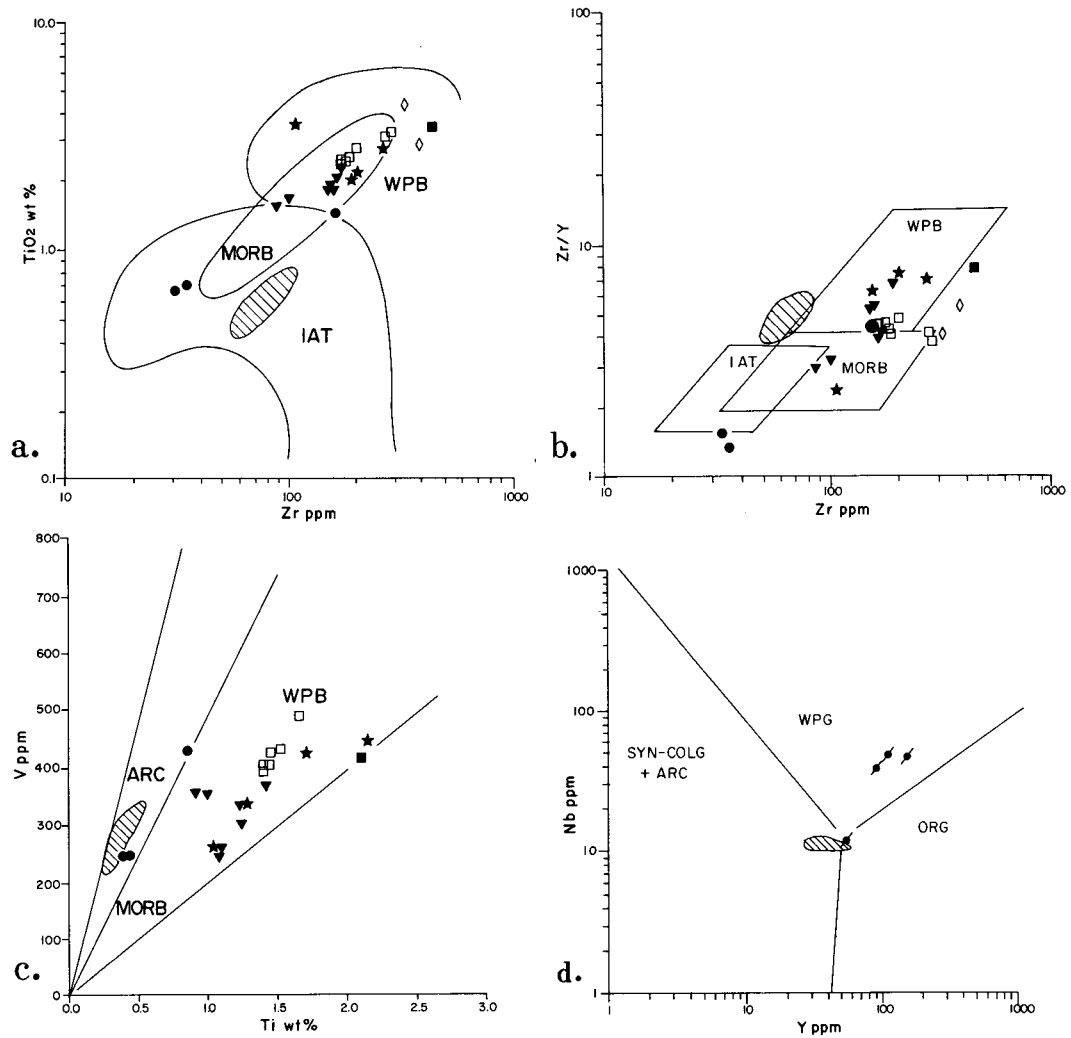 10.0
1.0
0.1
TiO2 wt %
10
100
1000
Zr ppm
WPB
MORB
IAT
a.
100
10
1
Zr/Y
10
100
1000
Zr ppm
WPB
IAT
MORB
b.
800
700
600
500
400
300
200
100
0
V ppm
0.0
0.5
1.0
1.5
2.0
2.5
3.0
Ti wt%
WPB
ARC
MORB
c.
1000
100
10
1
Nb ppm
1
10
100
1000
Y ppm
WPG
SYN-COLG
+ ARC
ORG
d.